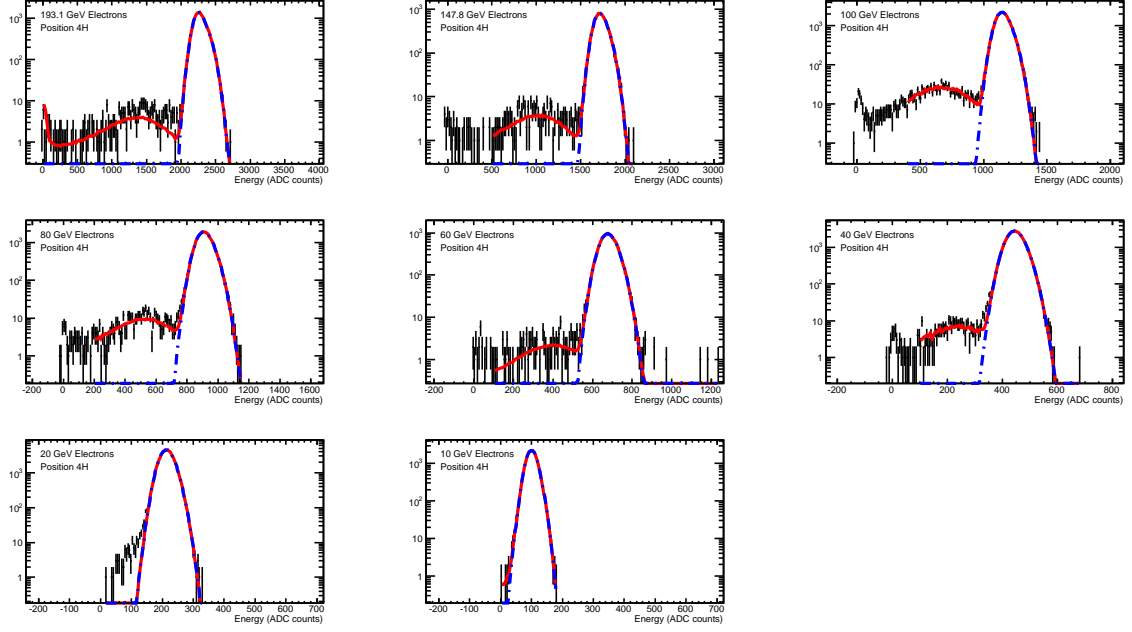 193.1 GeV Electrons
Position 4H
10³
10²
10
1
0 500 1000 1500 2000 2500 3000 3500 4000
Energy (ADC counts)
147.8 GeV Electrons
Position 4H
10³
10²
10
1
0 500 1000 1500 2000 2500 3000
Energy (ADC counts)
100 GeV Electrons
Position 4H
10³
10²
10
1
0 500 1000 1500 2000
Energy (ADC counts)
80 GeV Electrons
Position 4H
10³
10²
10
1
-200 0 200 400 600 800 1000 1200 1400 1600
Energy (ADC counts)
60 GeV Electrons
Position 4H
10³
10²
10
1
-200 0 200 400 600 800 1000 1200
Energy (ADC counts)
40 GeV Electrons
Position 4H
10³
10²
10
1
-200 0 200 400 600 800
Energy (ADC counts)
20 GeV Electrons
Position 4H
10³
10²
10
1
-200 -100 0 100 200 300 400 500 600 700
Energy (ADC counts)
10 GeV Electrons
Position 4H
10³
10²
10
1
-200 -100 0 100 200 300 400 500 600 700
Energy (ADC counts)